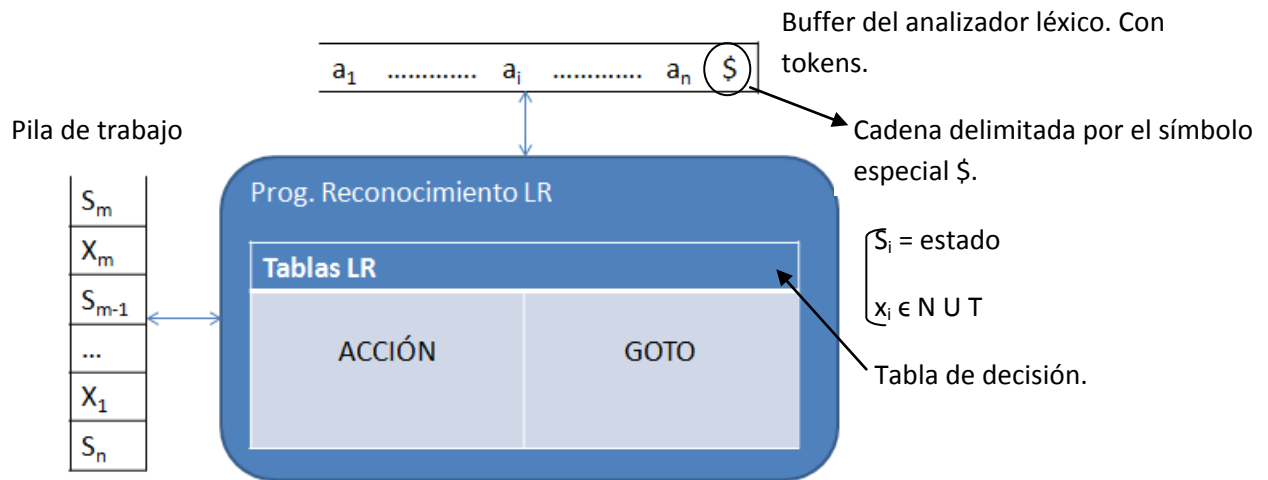 Buffer del analizador léxico. Con
tokens.
a₁ ............. aᵢ ............. aₙ $
Cadena delimitada por el símbolo
especial $.
Pila de trabajo
Sₘ
Xₘ
Sₘ₋₁
...
X₁
Sₙ
Prog. Reconocimiento LR
Tablas LR
ACCIÓN GOTO
Sᵢ = estado
xᵢ ϵ N U T
Tabla de decisión.